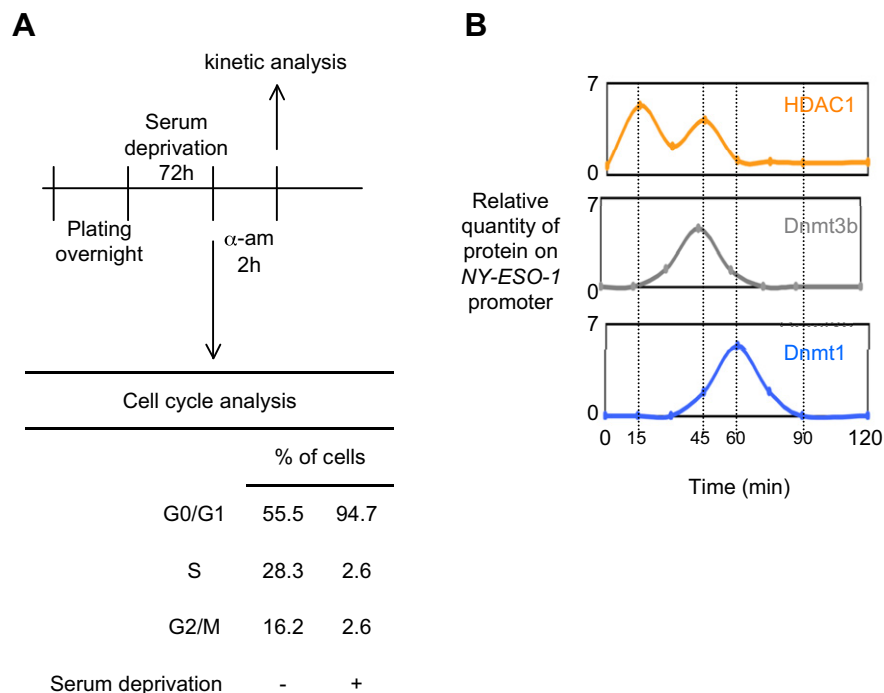 A
kinetic analysis
Serum
deprivation
72h
Plating
overnight
α-am
2h
Cell cycle analysis
% of cells
G0/G1 55.5 94.7
S 28.3 2.6
G2/M 16.2 2.6
Serum deprivation - +
B
Relative
quantity of
protein on
NY-ESO-1
promoter
7
HDAC1
0
7
Dnmt3b
0
7
Dnmt1
0
0 15 45 60 90 120
Time (min)